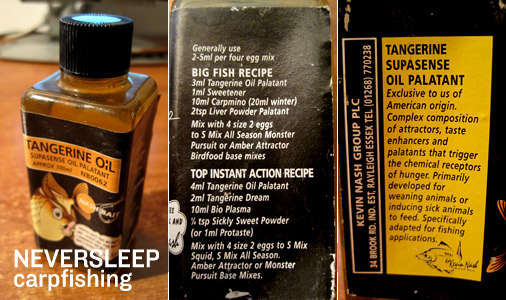 TANGERINE OIL
SUPASENSE OIL PALATANT
NB0062
NASH BAIT
NEVERSLEEP
carpfishing
Generally use
2-5ml per four egg mix
BIG FISH RECIPE
3ml Tangerine Oil Palatant
1ml Sweetener
10ml Carpmino (20ml winter)
2tsp Liver Powder Palatant
Mix with 4 size 2 eggs
to S Mix All Season Monster
Pursuit or Amber Attractor
Birdfood base mixes
TOP INSTANT ACTION RECIPE
4ml Tangerine Oil Palatant
2ml Tangerine Dream
10ml Bio Plasma
¼ tsp Sickly Sweet Powder
(or 1ml Protaste)
Mix with 4 size 2 eggs to S Mix
Squid, S Mix All Season.
Amber Attractor or Monster
Pursuit Base Mixes.
KEVIN NASH GROUP PLC
34 BROOK RD. IND. EST. RAYLEIGH ESSEX TEL (01268) 770238
TANGERINE
SUPASENSE
OIL PALATANT
Exclusive to us of
American origin.
Complex composition
of attractors, taste
enhancers and
palatants that trigger
the chemical receptors
of hunger. Primarily
developed for
weaning animals or
inducing sick animals
to feed. Specifically
adapted for fishing
applications.
Kevin Nash